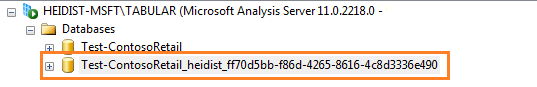 HEIDIST-MSFT\TABULAR (Microsoft Analysis Server 11.0.2218.0 -
Databases
Test-ContosoRetail
Test-ContosoRetail_heidist_ff70d5bb-f86d-4265-8616-4c8d3336e490